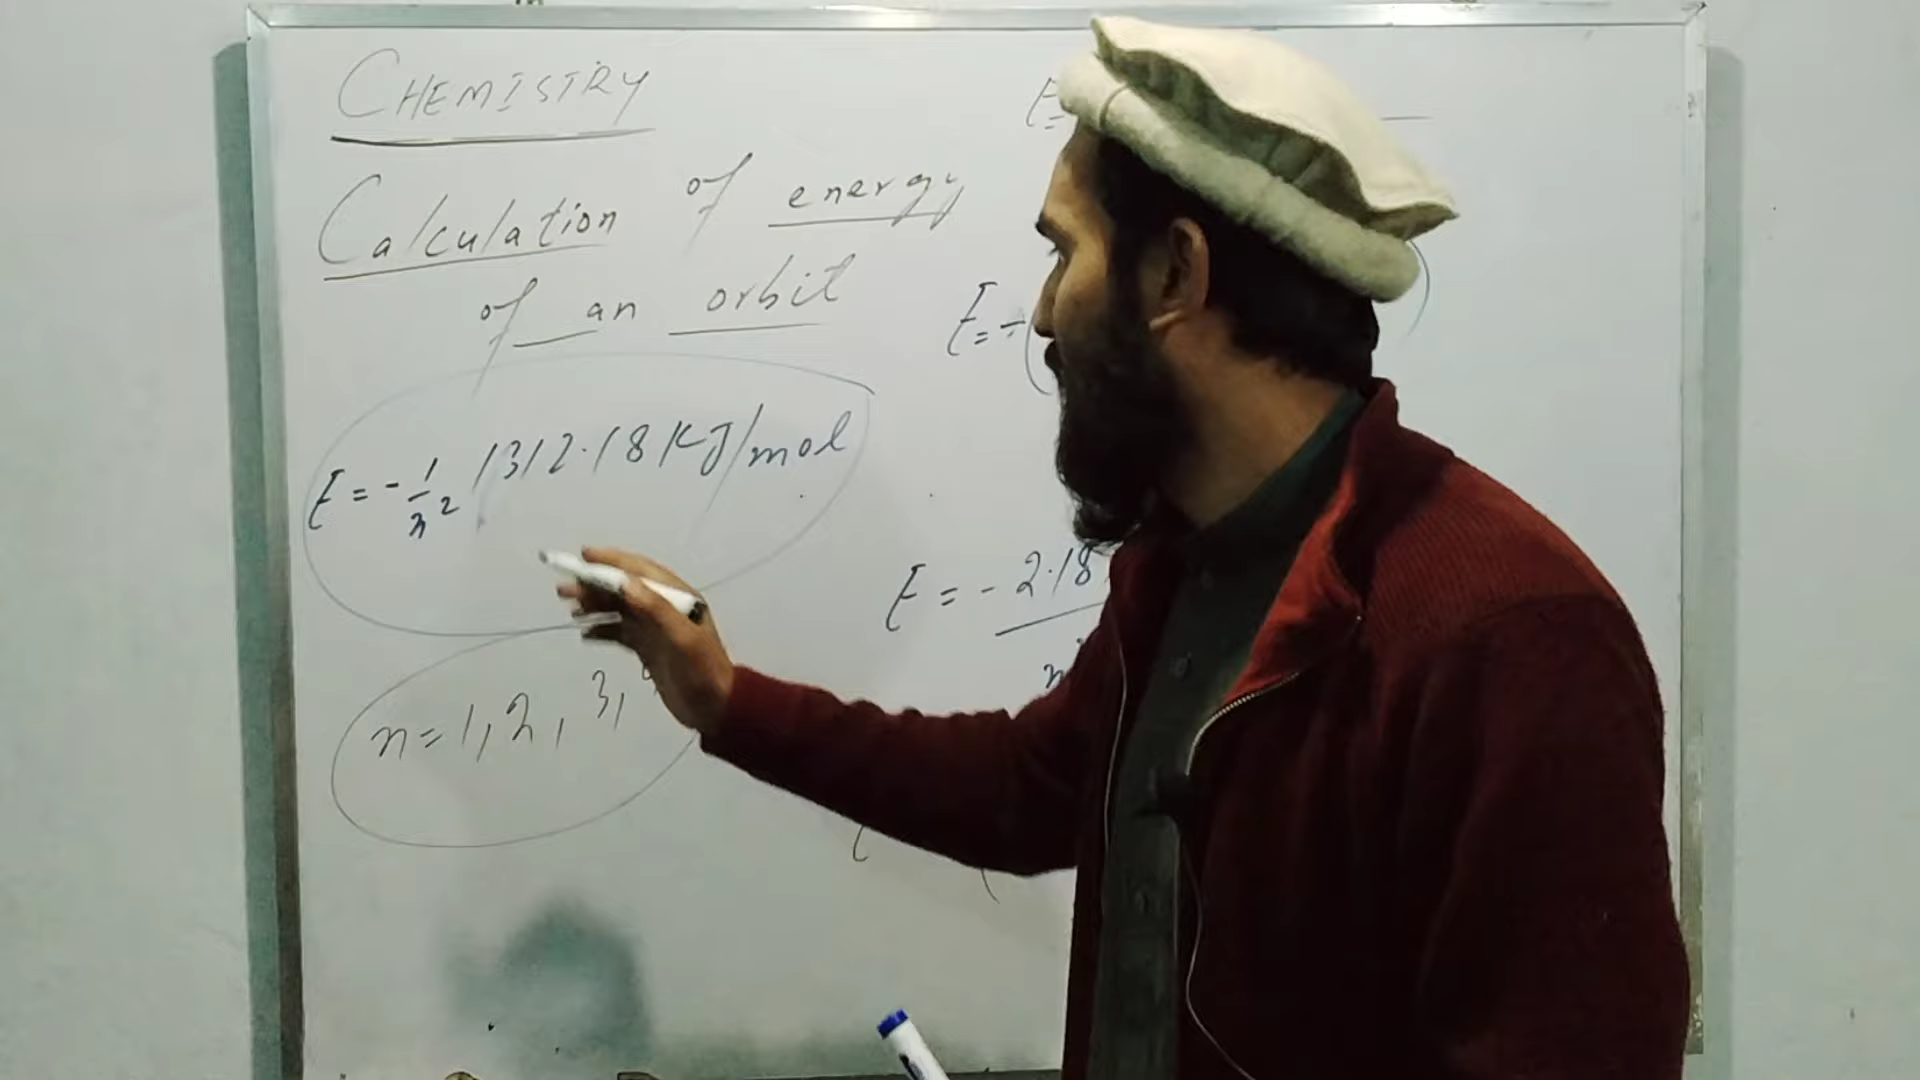 CHEMISTRY
Calculation of energy
of an orbit
E = - 1/n² 1312.18 KJ/mol
n = 1, 2, 3,
E =
E = -
E = - 2.18
n